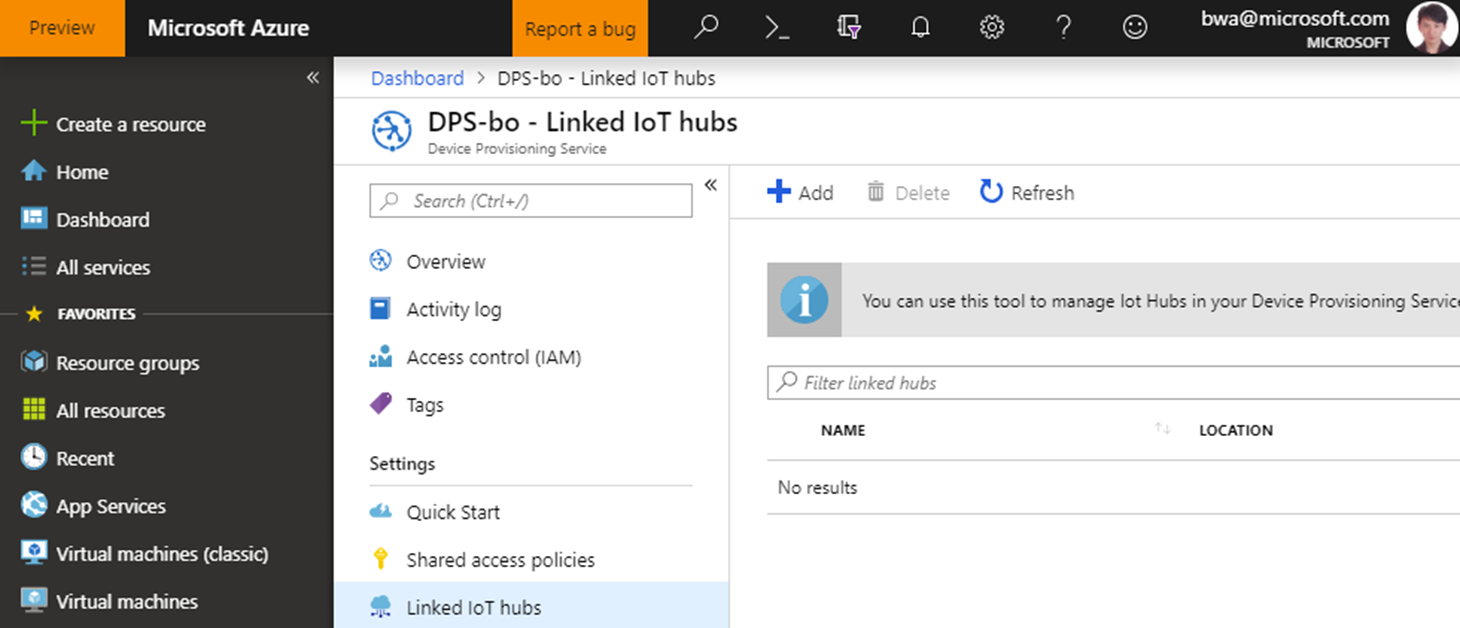 Preview
Microsoft Azure
Report a bug
bwa@microsoft.com
MICROSOFT
Create a resource
Home
Dashboard
All services
FAVORITES
Resource groups
All resources
Recent
App Services
Virtual machines (classic)
Virtual machines
Dashboard > DPS-bo - Linked IoT hubs
DPS-bo - Linked IoT hubs
Device Provisioning Service
Search (Ctrl+/)
Overview
Activity log
Access control (IAM)
Tags
Settings
Quick Start
Shared access policies
Linked IoT hubs
Add Delete Refresh
You can use this tool to manage Iot Hubs in your Device Provisioning Service
Filter linked hubs
NAME LOCATION
No results